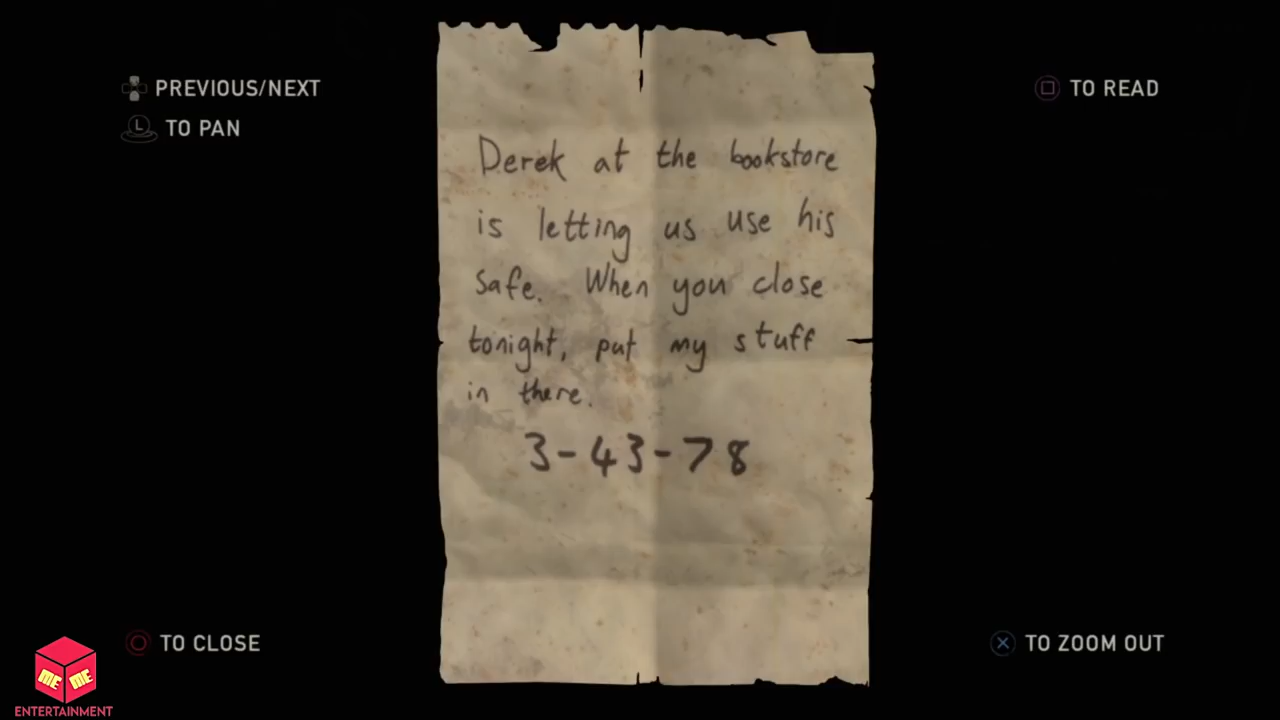 PREVIOUS/NEXT
L TO PAN
TO READ
Derek at the bookstore
is letting us use his
safe. When you close
tonight, put my stuff
in there.
3-43-78
TO CLOSE
TO ZOOM OUT
ME ME
ENTERTAINMENT